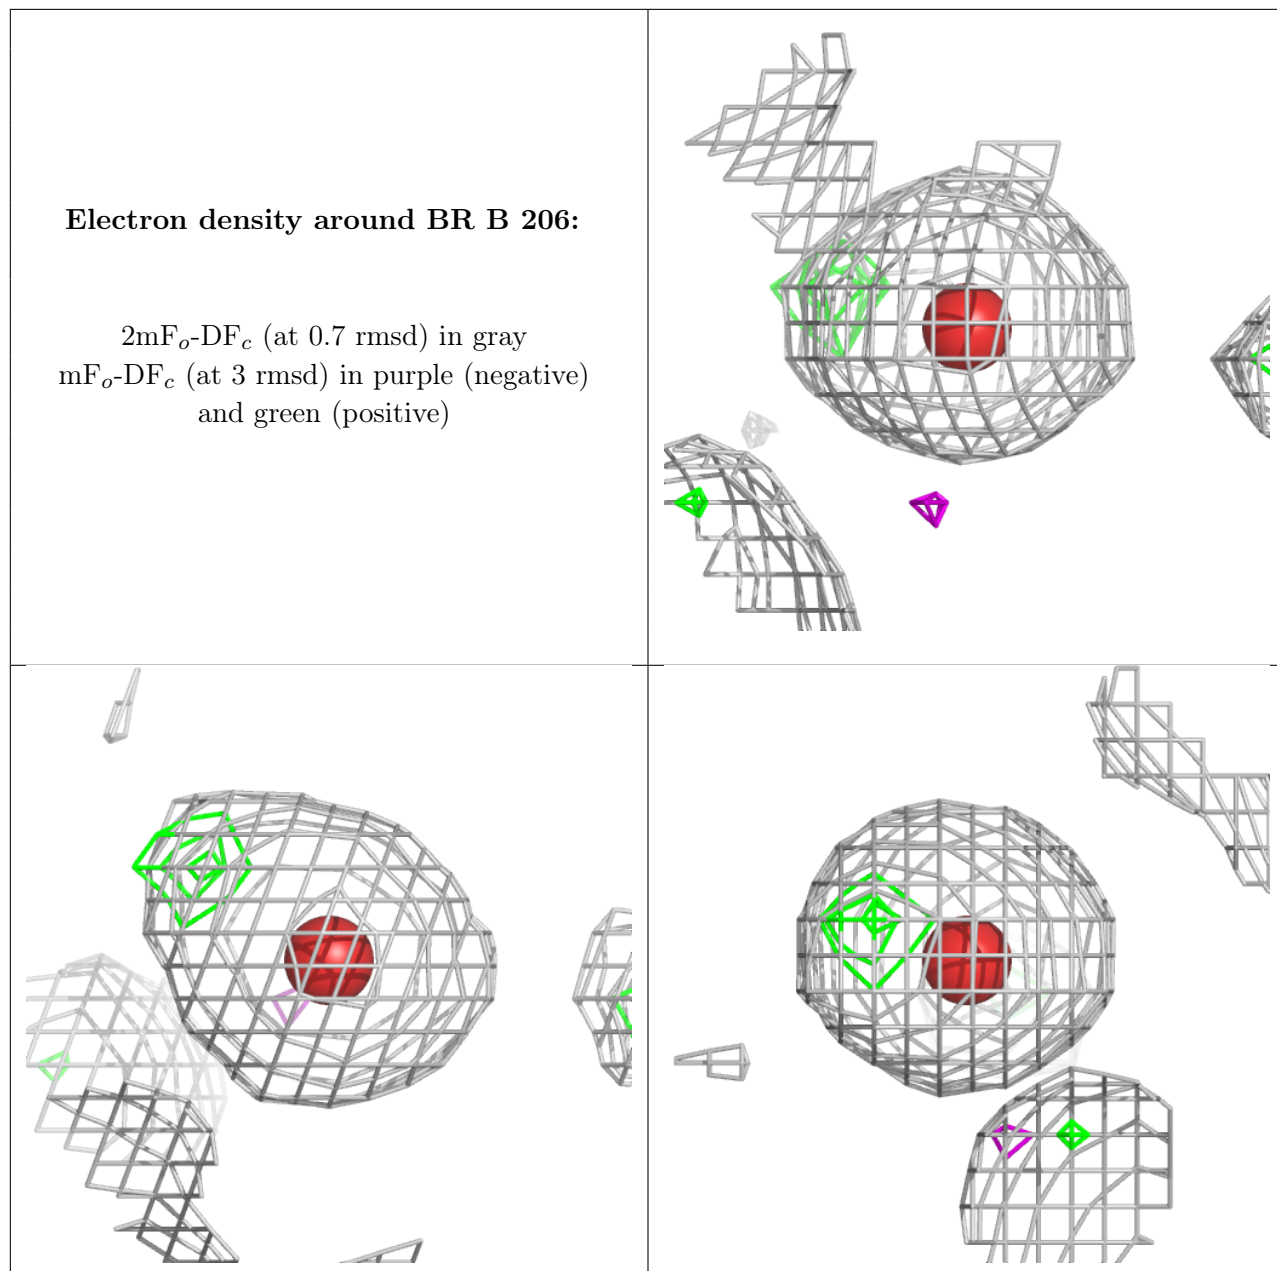 Electron density around BR B 206:
2mFo-DFc (at 0.7 rmsd) in gray
mFo-DFc (at 3 rmsd) in purple (negative)
and green (positive)